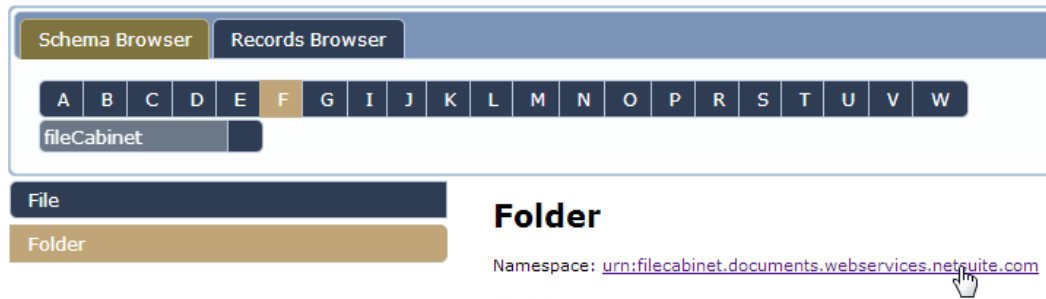 Schema Browser Records Browser
A B C D E F G I J K L M N O P R S T U V W
fileCabinet
File
Folder
Folder
Namespace: urn:filecabinet.documents.webservices.netsuite.com